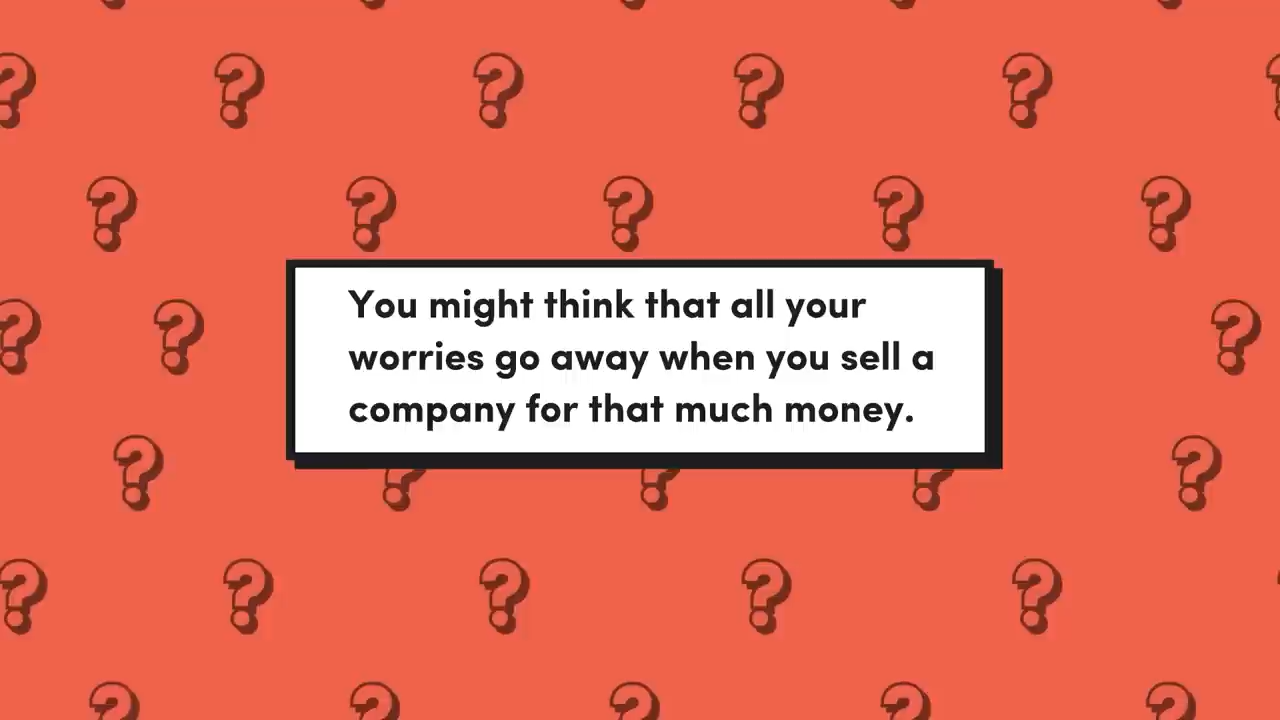 You might think that all your
worries go away when you sell a
company for that much money.